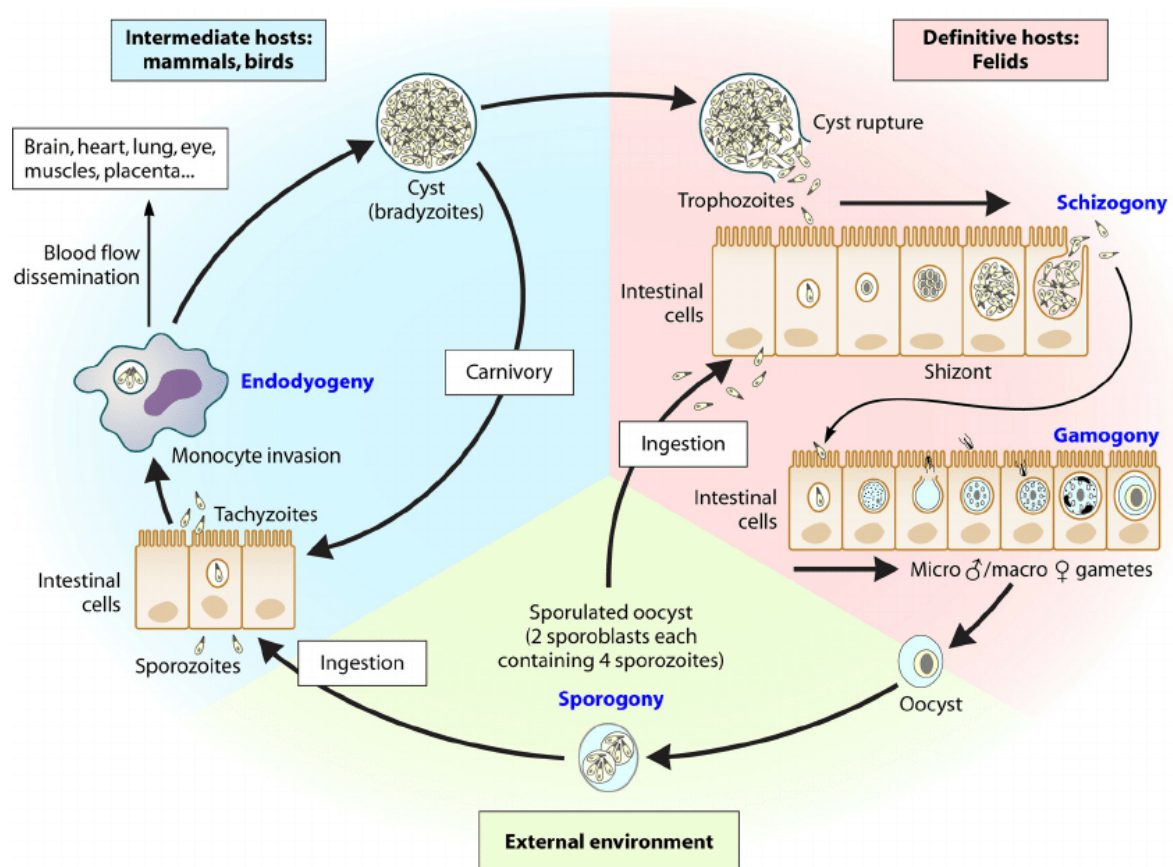 Intermediate hosts:
mammals, birds
Definitive hosts:
Felids
Brain, heart, lung, eye,
muscles, placenta...
Cyst
(bradyzoites)
Cyst rupture
Trophozoites
Schizogony
Blood flow
dissemination
Intestinal
cells
Endodyogeny
Carnivory
Shizont
Monocyte invasion
Ingestion
Gamogony
Tachyzoites
Intestinal
cells
Intestinal
cells
Micro ♂/macro ♀ gametes
Sporozoites
Ingestion
Sporulated oocyst
(2 sporoblasts each
containing 4 sporozoites)
Sporogony
Oocyst
External environment